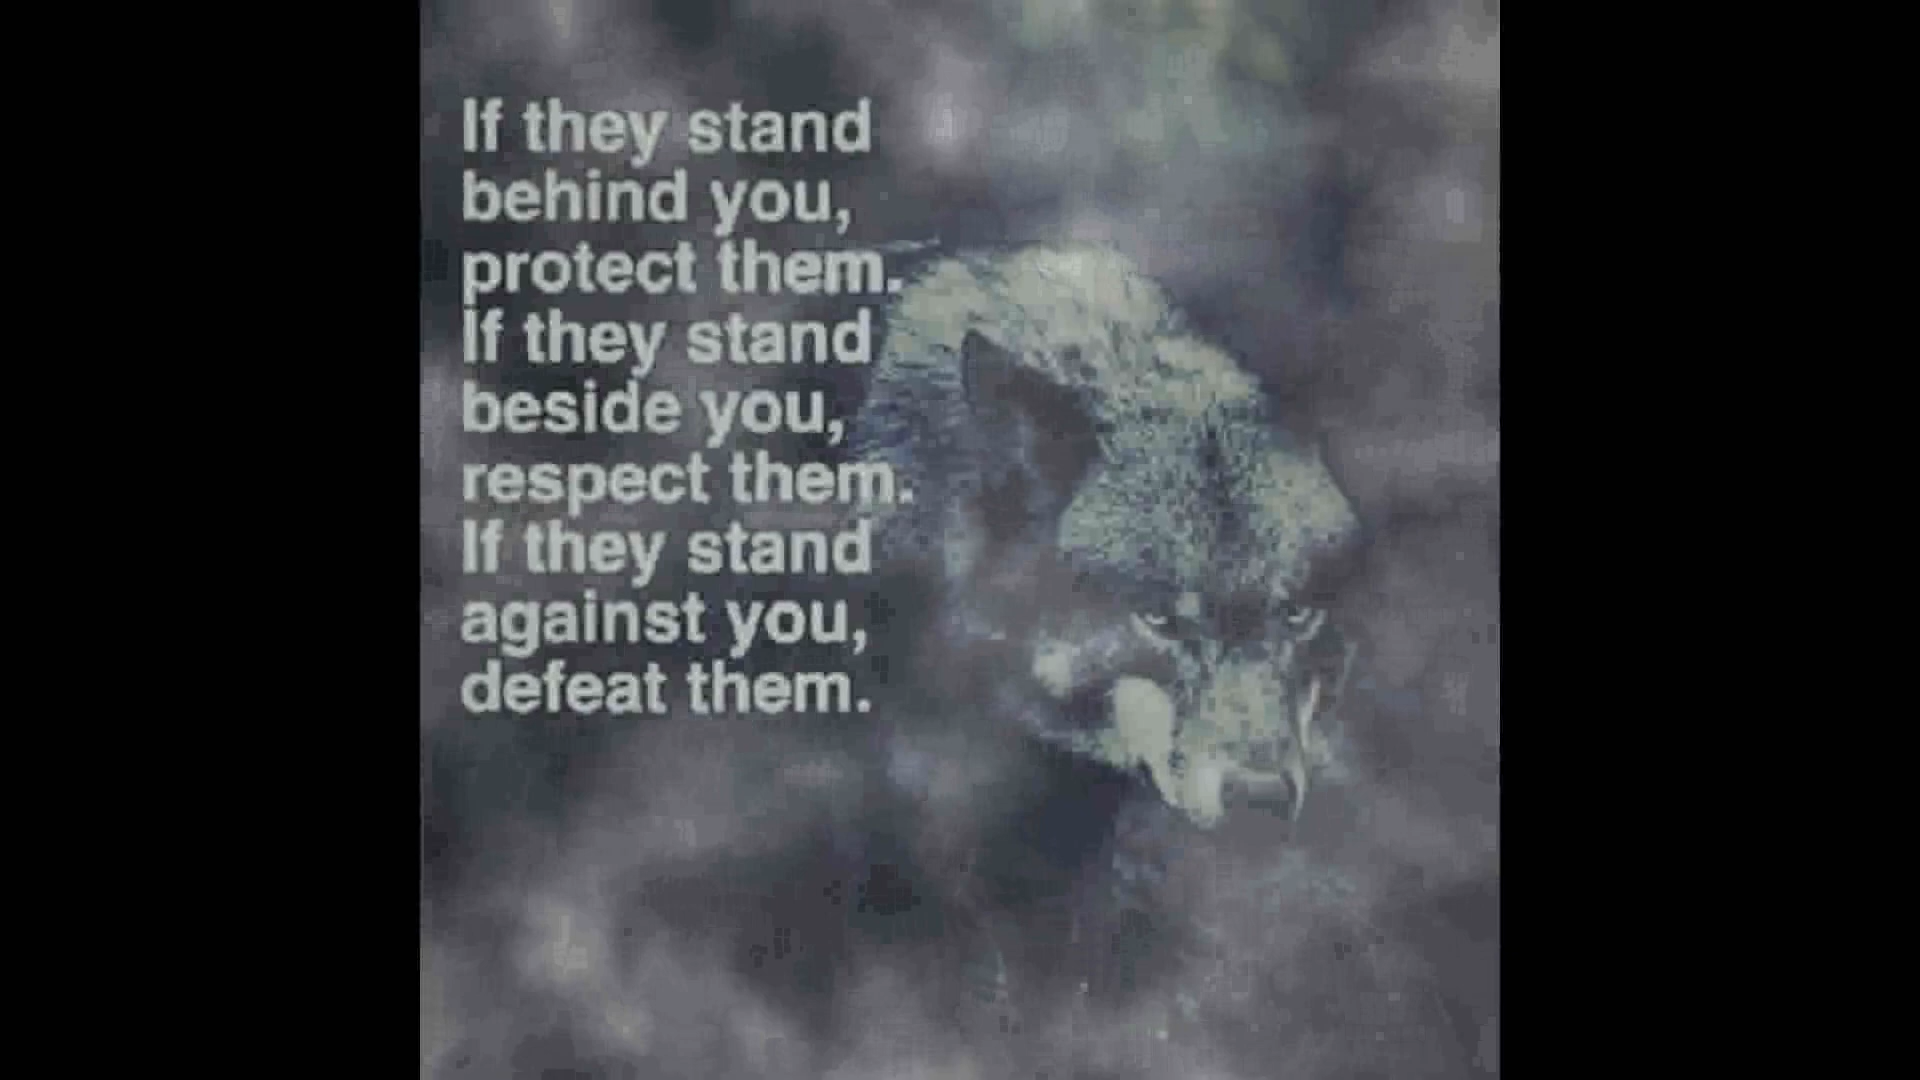 If they stand
behind you,
protect them.
If they stand
beside you,
respect them.
If they stand
against you,
defeat them.